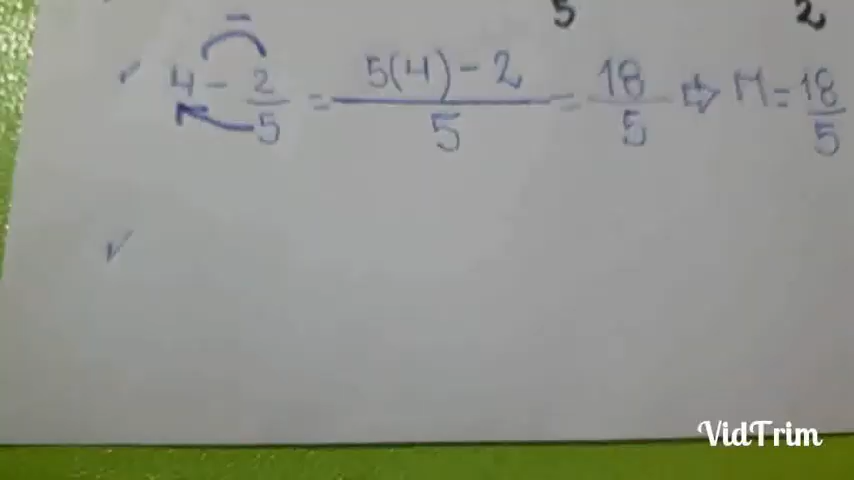 5 2
✓ 4 - 2/5 = 5(4) - 2 / 5 = 18/5 ⇨ M = 18/5
✓
VidTrim